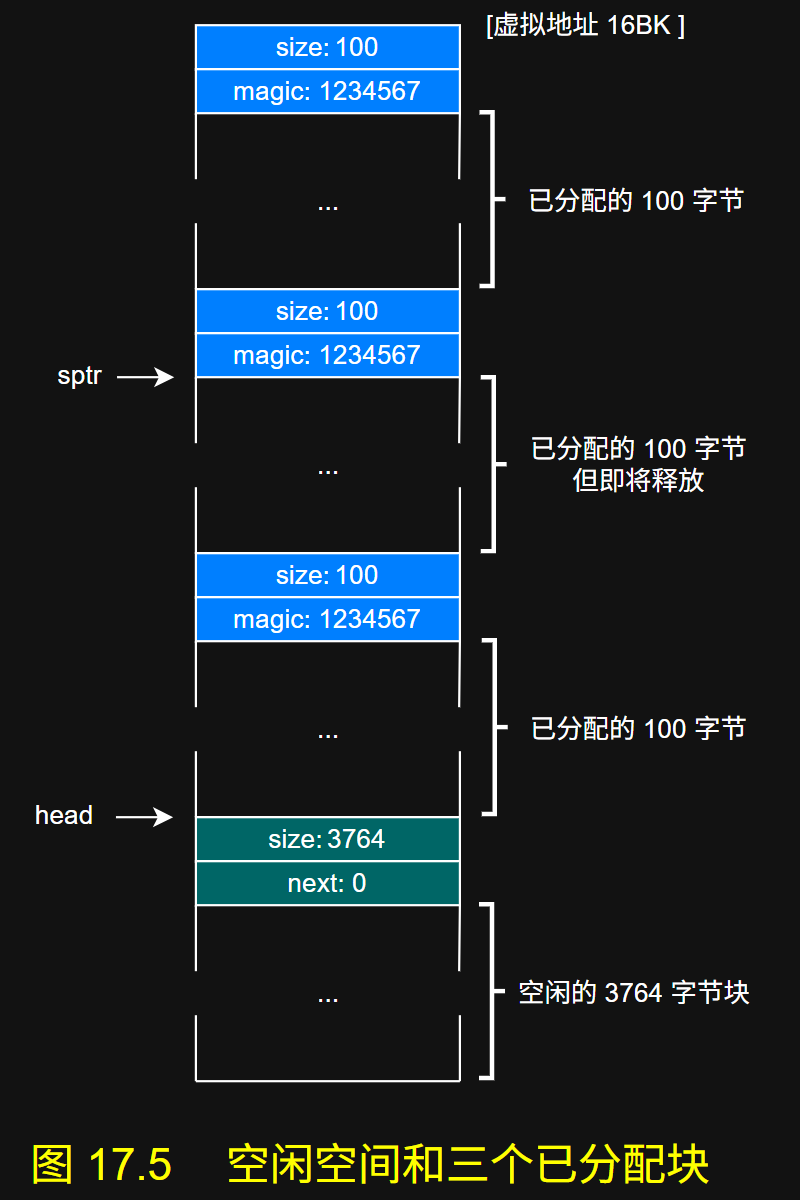 [虚拟地址 16BK ]
size: 100
magic: 1234567
...
已分配的 100 字节
size: 100
magic: 1234567
sptr
...
已分配的 100 字节
但即将释放
size: 100
magic: 1234567
...
已分配的 100 字节
head
size: 3764
next: 0
...
空闲的 3764 字节块
图 17.5 空闲空间和三个已分配块